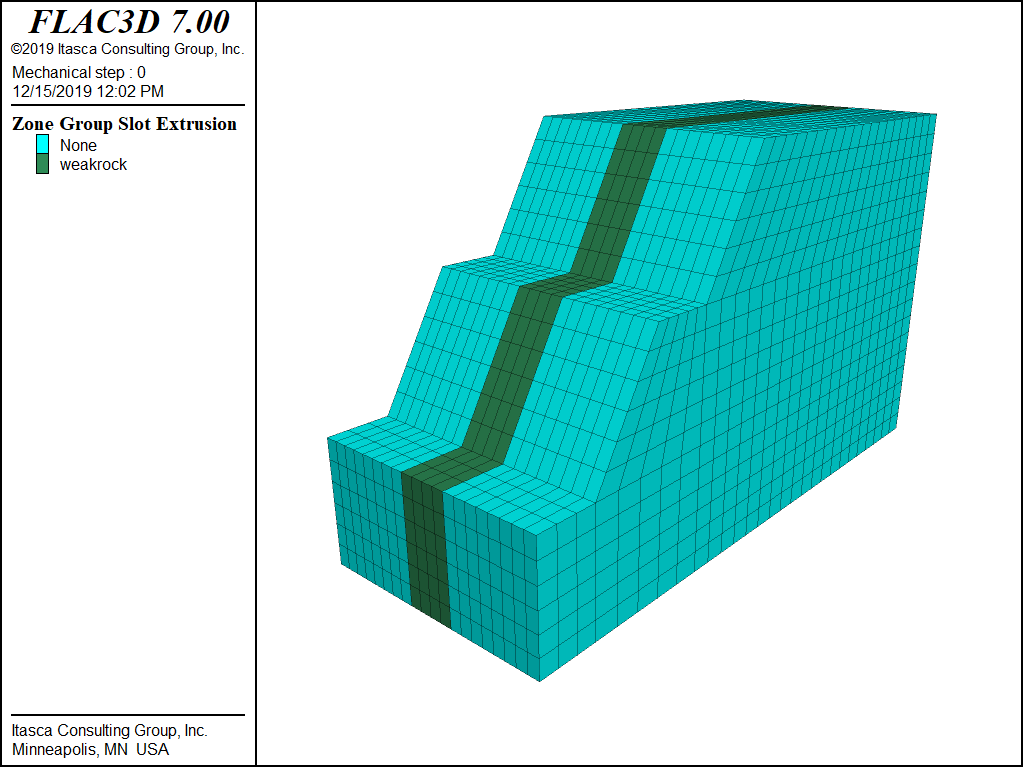 FLAC3D 7.00
©2019 Itasca Consulting Group, Inc.
Mechanical step : 0
12/15/2019 12:02 PM
Zone Group Slot Extrusion
None
weakrock
Itasca Consulting Group, Inc.
Minneapolis, MN  USA